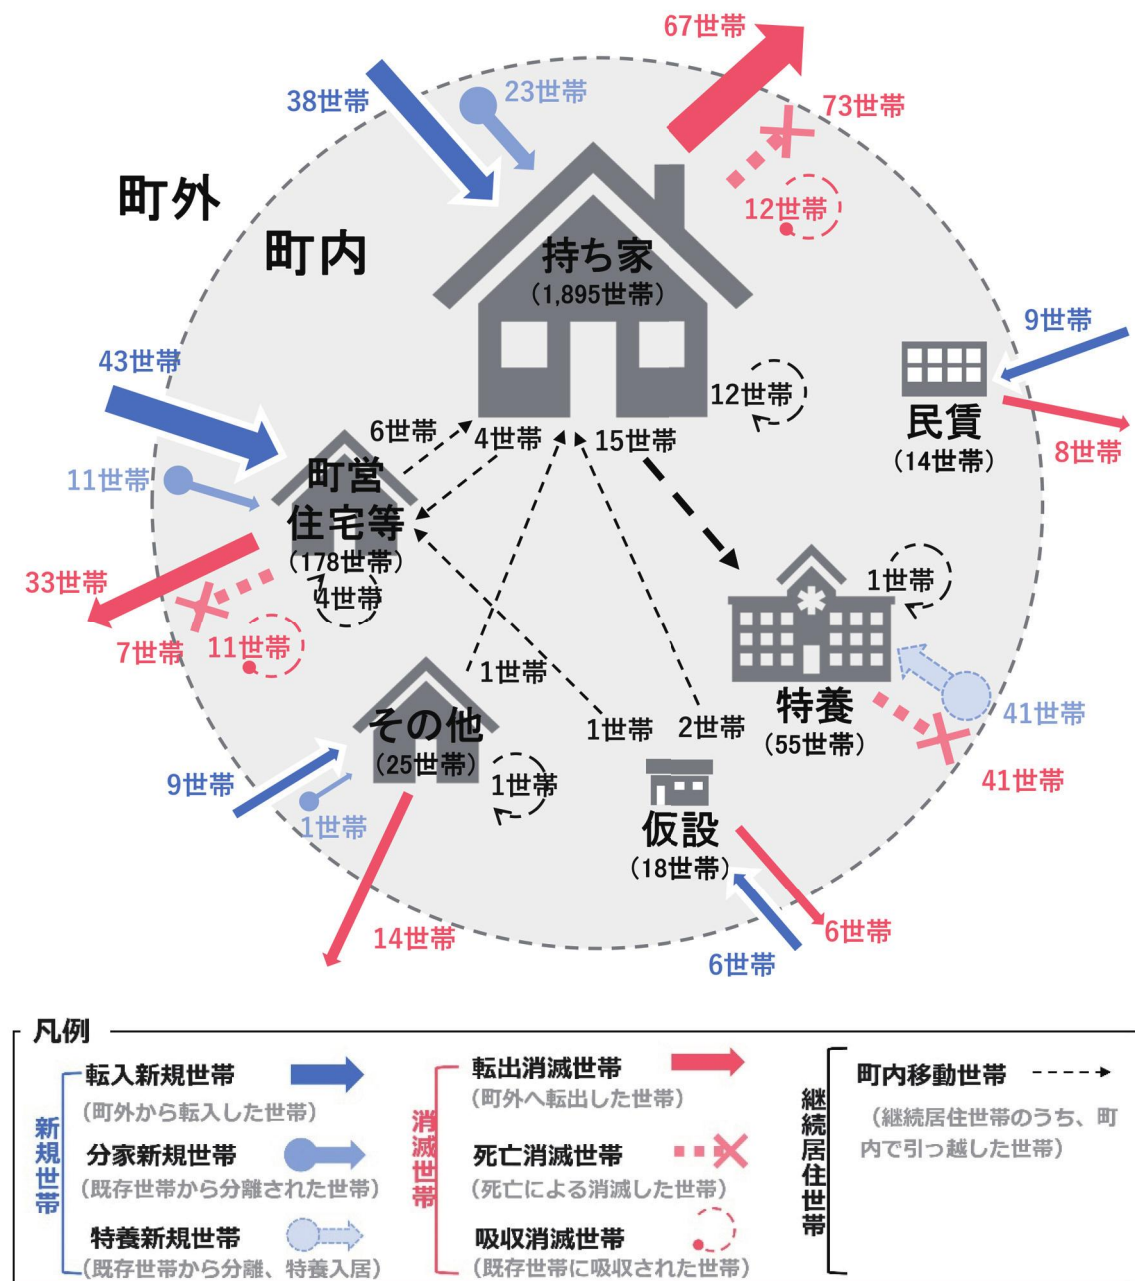 67世帯
38世帯
23世帯
73世帯
12世帯
町外
町内
持ち家
(1,895世帯)
9世帯
43世帯
12世帯
6世帯
4世帯
15世帯
民賃
(14世帯)
8世帯
11世帯
町営
住宅等
(178世帯)
4世帯
33世帯
7世帯
11世帯
1世帯
特養
(55世帯)
41世帯
41世帯
1世帯
1世帯
2世帯
その他
(25世帯)
1世帯
9世帯
1世帯
仮設
(18世帯)
14世帯
6世帯
6世帯
凡例
新規世帯
転入新規世帯
(町外から転入した世帯)
分家新規世帯
(既存世帯から分離された世帯)
特養新規世帯
(既存世帯から分離、特養入居)
消滅世帯
転出消滅世帯
(町外へ転出した世帯)
死亡消滅世帯
(死亡による消滅した世帯)
吸収消滅世帯
(既存世帯に吸収された世帯)
継続居住世帯
町内移動世帯
(継続居住世帯のうち、町
内で引っ越した世帯)